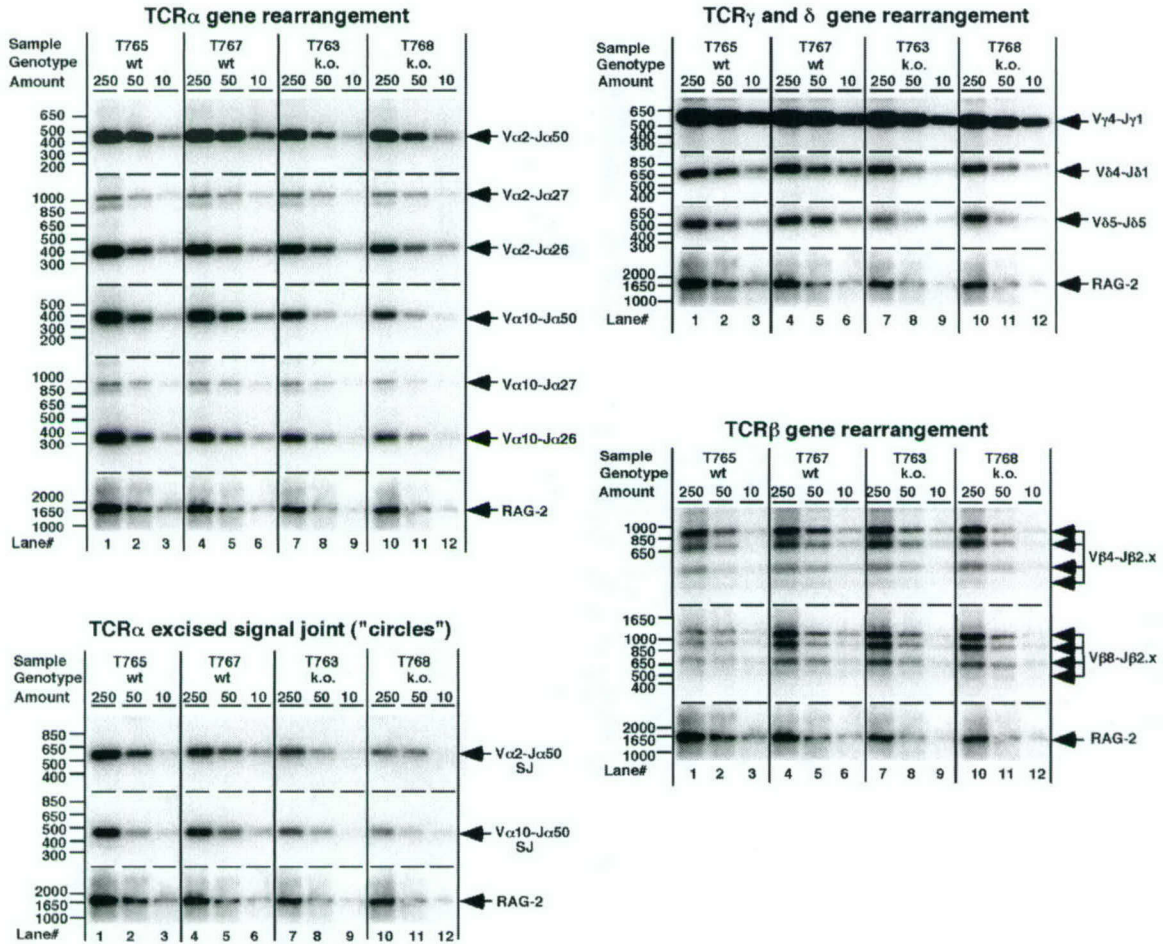 TCRα gene rearrangement
Sample T765 T767 T763 T768
Genotype wt wt k.o. k.o.
Amount 250 50 10 250 50 10 250 50 10 250 50 10
650
500
400
300
200
Vα2-Jα50
1000
850
650
500
400
300
Vα2-Jα27
Vα2-Jα26
500
400
300
200
Vα10-Jα50
1000
850
650
500
400
300
Vα10-Jα27
Vα10-Jα26
2000
1650
1000
RAG-2
Lane# 1 2 3 4 5 6 7 8 9 10 11 12
TCRα excised signal joint ("circles")
Sample T765 T767 T763 T768
Genotype wt wt k.o. k.o.
Amount 250 50 10 250 50 10 250 50 10 250 50 10
850
650
500
400
Vα2-Jα50
SJ
850
650
500
400
300
Vα10-Jα50
SJ
2000
1650
1000
RAG-2
Lane# 1 2 3 4 5 6 7 8 9 10 11 12
TCRγ and δ gene rearrangement
Sample T765 T767 T763 T768
Genotype wt wt k.o. k.o.
Amount 250 50 10 250 50 10 250 50 10 250 50 10
650
500
400
300
Vγ4-Jγ1
850
650
500
400
Vδ4-Jδ1
650
500
400
300
Vδ5-Jδ5
2000
1650
1000
RAG-2
Lane# 1 2 3 4 5 6 7 8 9 10 11 12
TCRβ gene rearrangement
Sample T765 T767 T763 T768
Genotype wt wt k.o. k.o.
Amount 250 50 10 250 50 10 250 50 10 250 50 10
1000
850
650
Vβ4-Jβ2.x
1650
1000
850
650
500
400
Vβ8-Jβ2.x
2000
1650
1000
RAG-2
Lane# 1 2 3 4 5 6 7 8 9 10 11 12